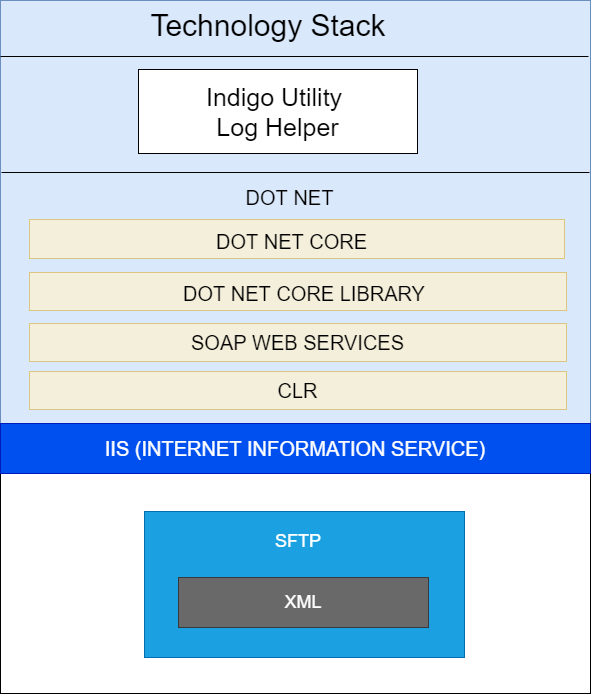 Technology Stack
Indigo Utility
Log Helper
DOT NET
DOT NET CORE
DOT NET CORE LIBRARY
SOAP WEB SERVICES
CLR
IIS (INTERNET INFORMATION SERVICE)
SFTP
XML